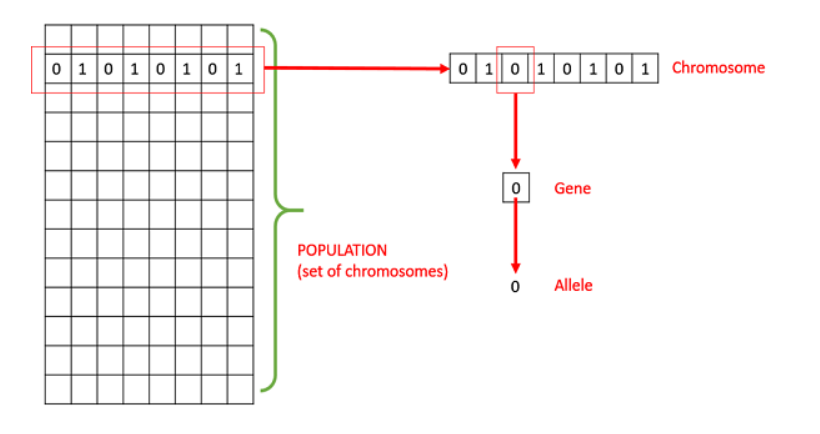 0 1 0 1 0 1 0 1
0 1 0 1 0 1 0 1 Chromosome
0 Gene
POPULATION
(set of chromosomes)
0 Allele